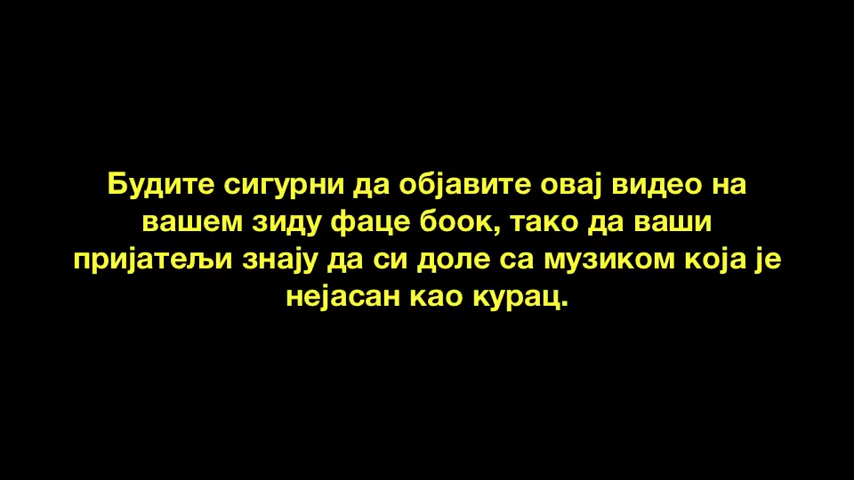 Будите сигурни да објавите овај видео на
вашем зиду фаце боок, тако да ваши
пријатељи знају да си доле са музиком која је
нејасан као курац.